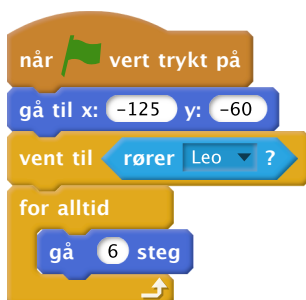 når vert trykt på
gå til x: -125 y: -60
vent til rører Leo ?
for alltid
gå 6 steg